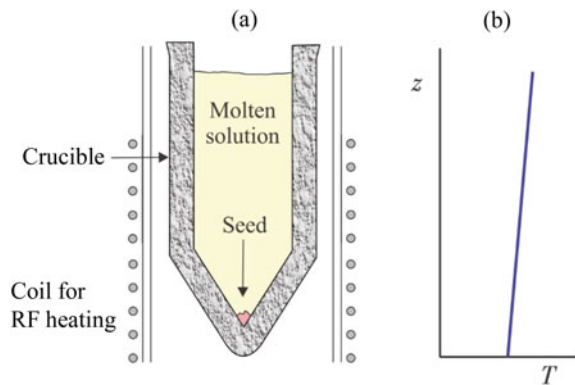 (a)
(b)
z
Molten
solution
Crucible
Seed
Coil for
RF heating
T